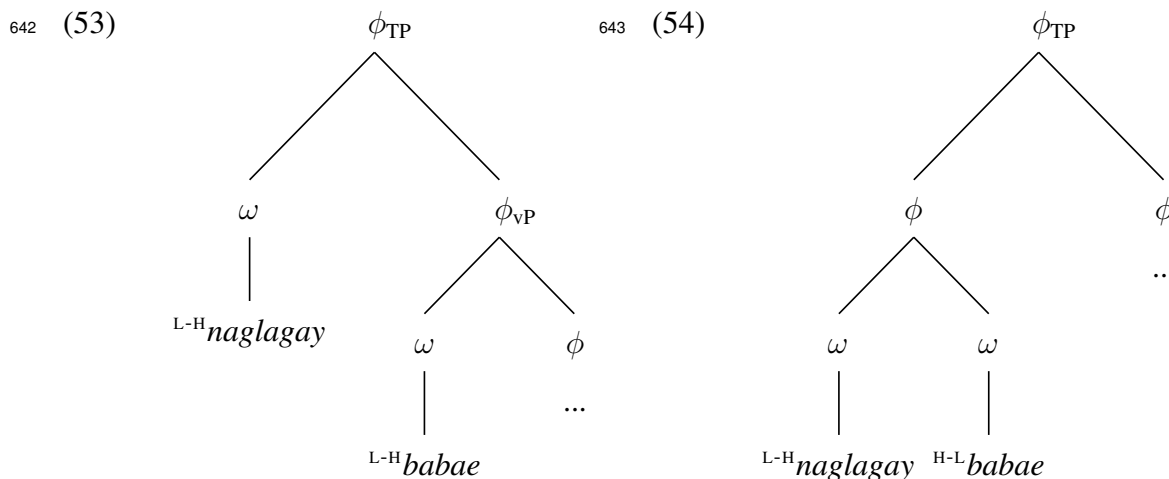 642 (53) ϕTP 643 (54) ϕTP
ω ϕvP ϕ ϕ
...
L-Hnaglagay ω ϕ ω ω
...
L-Hbabae L-Hnaglagay H-Lbabae